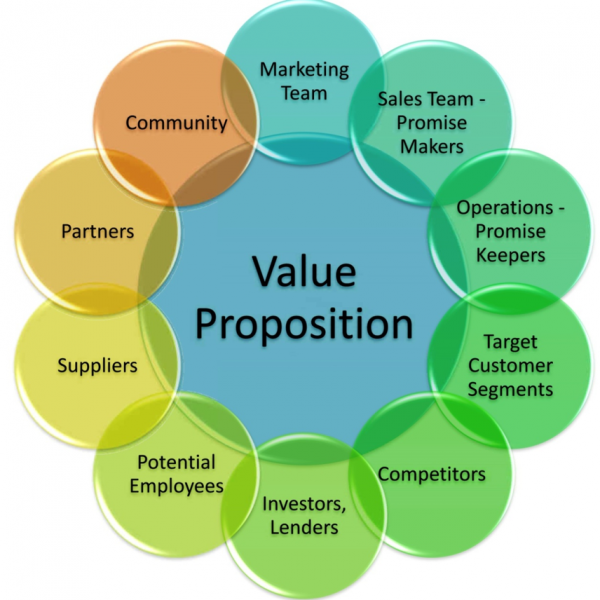 Marketing
Team
Sales Team -
Promise
Makers
Operations -
Promise
Keepers
Target
Customer
Segments
Competitors
Investors,
Lenders
Potential
Employees
Suppliers
Partners
Community
Value
Proposition